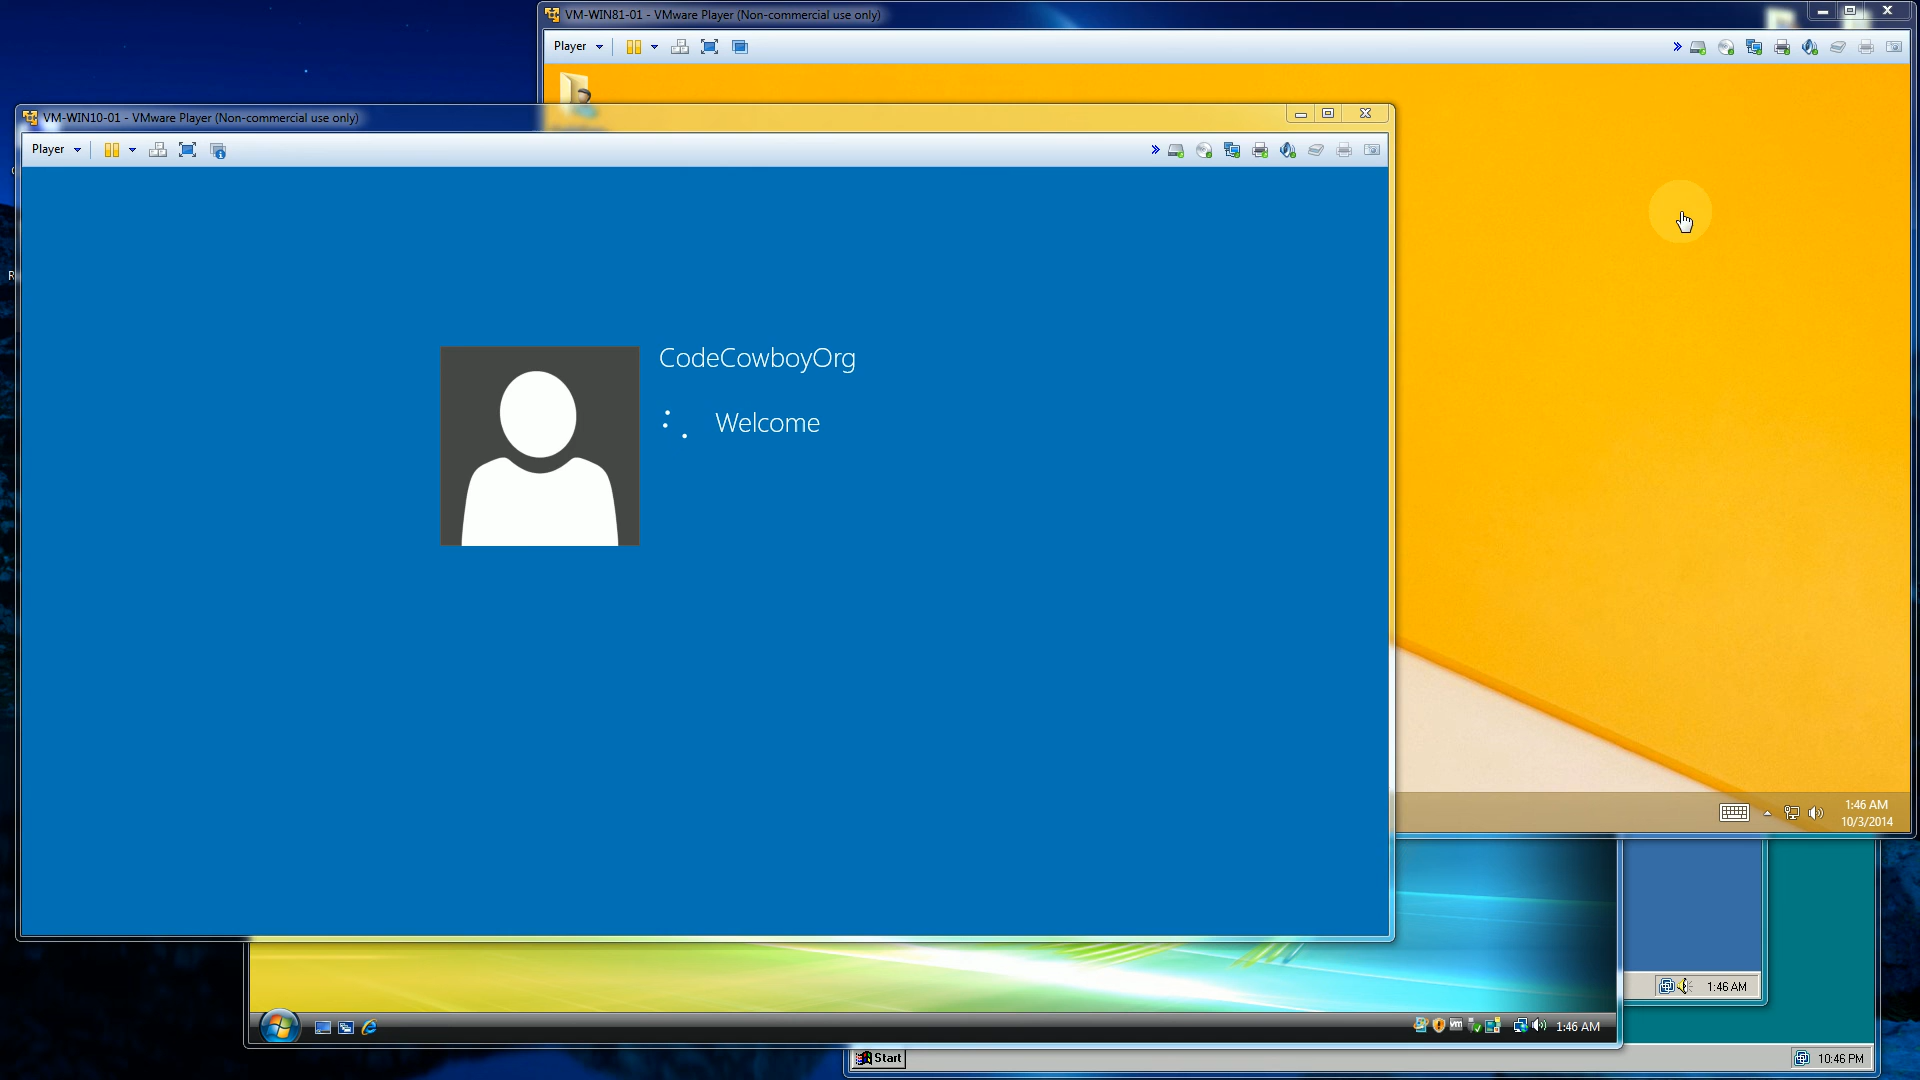 VM-WIN81-01 - VMware Player (Non-commercial use only)
Player
VM-WIN10-01 - VMware Player (Non-commercial use only)
Player
CodeCowboyOrg
Welcome
R
1:46 AM
10/3/2014
1:46 AM
1:46 AM
Start
10:46 PM